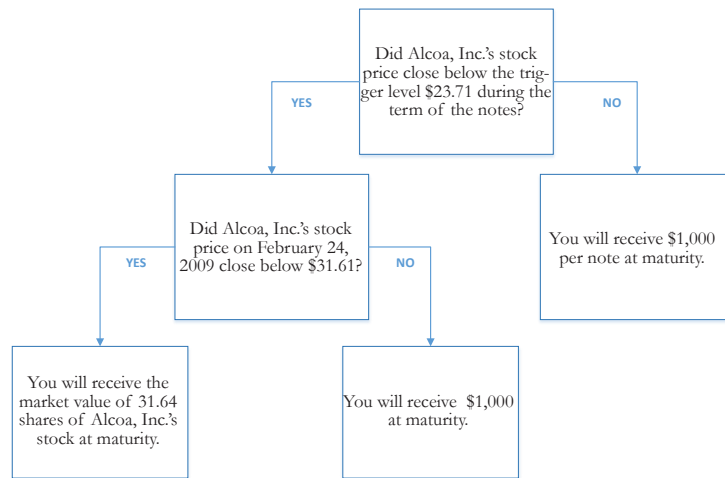 Did Alcoa, Inc.'s stock
price close below the trig-
ger level $23.71 during the
term of the notes?
YES
NO
Did Alcoa, Inc.'s stock
price on February 24,
2009 close below $31.61?
You will receive $1,000
per note at maturity.
YES
NO
You will receive the
market value of 31.64
shares of Alcoa, Inc.'s
stock at maturity.
You will receive $1,000
at maturity.